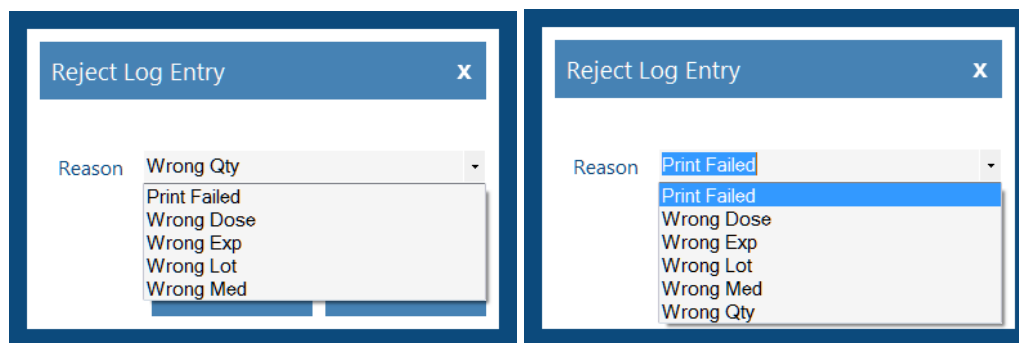 Reject Log Entry x
Reason Wrong Qty
Print Failed
Wrong Dose
Wrong Exp
Wrong Lot
Wrong Med
Reject Log Entry x
Reason Print Failed
Print Failed
Wrong Dose
Wrong Exp
Wrong Lot
Wrong Med
Wrong Qty